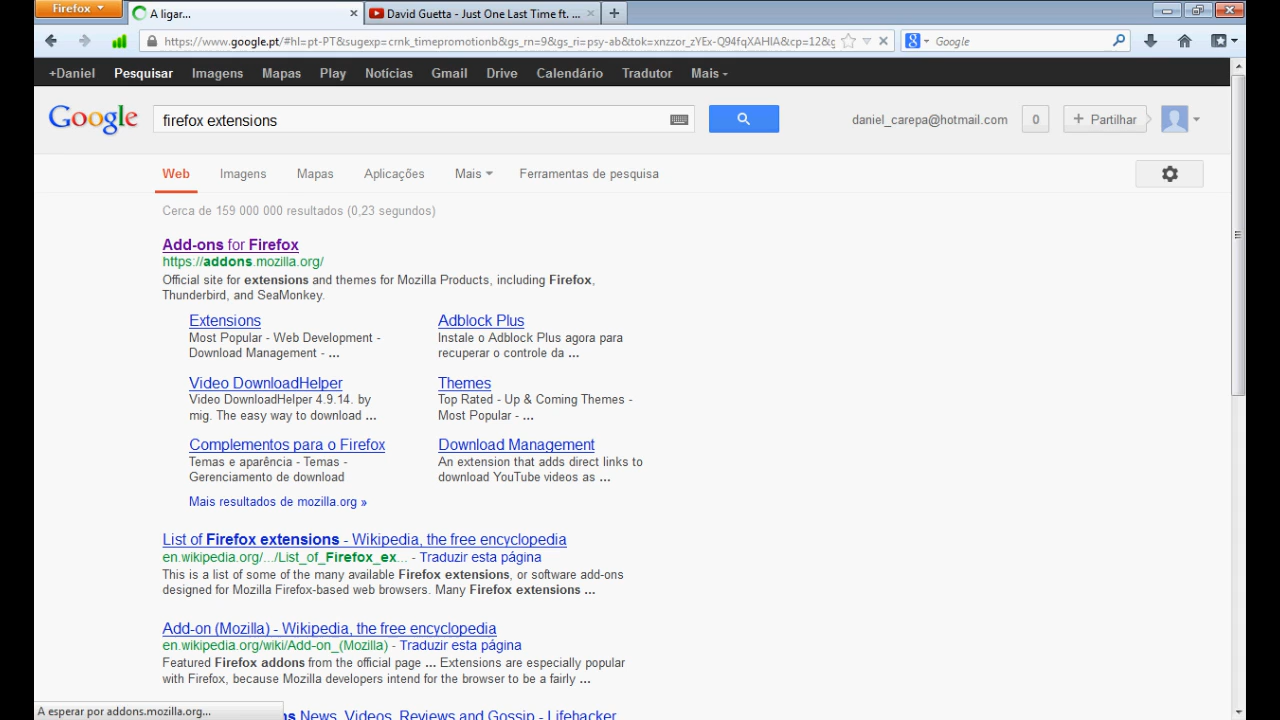 Firefox
A ligar...
David Guetta - Just One Last Time ft. ...
https://www.google.pt/#hl=pt-PT&sugexp=crnk_timepromotionb&gs_rn=9&gs_ri=psy-ab&tok=xnzzor_zYEx-Q94fqXAHIA&cp=12&g
Google
+Daniel Pesquisar Imagens Mapas Play Notícias Gmail Drive Calendário Tradutor Mais
Google
firefox extensions
daniel_carepa@hotmail.com
0
+ Partilhar
Web Imagens Mapas Aplicações Mais Ferramentas de pesquisa
Cerca de 159 000 000 resultados (0,23 segundos)
Add-ons for Firefox
https://addons.mozilla.org/
Official site for extensions and themes for Mozilla Products, including Firefox,
Thunderbird, and SeaMonkey.
Extensions
Most Popular - Web Development -
Download Management - ...
Adblock Plus
Instale o Adblock Plus agora para
recuperar o controle da ...
Video DownloadHelper
Video DownloadHelper 4.9.14. by
mig. The easy way to download ...
Themes
Top Rated - Up & Coming Themes -
Most Popular - ...
Complementos para o Firefox
Temas e aparência - Temas -
Gerenciamento de download
Download Management
An extension that adds direct links to
download YouTube videos as ...
Mais resultados de mozilla.org »
List of Firefox extensions - Wikipedia, the free encyclopedia
en.wikipedia.org/.../List_of_Firefox_ex... - Traduzir esta página
This is a list of some of the many available Firefox extensions, or software add-ons
designed for Mozilla Firefox-based web browsers. Many Firefox extensions ...
Add-on (Mozilla) - Wikipedia, the free encyclopedia
en.wikipedia.org/wiki/Add-on_(Mozilla) - Traduzir esta página
Featured Firefox addons from the official page ... Extensions are especially popular
with Firefox, because Mozilla developers intend for the browser to be a fairly ...
News, Videos, Reviews and Gossip - Lifehacker
A esperar por addons.mozilla.org...